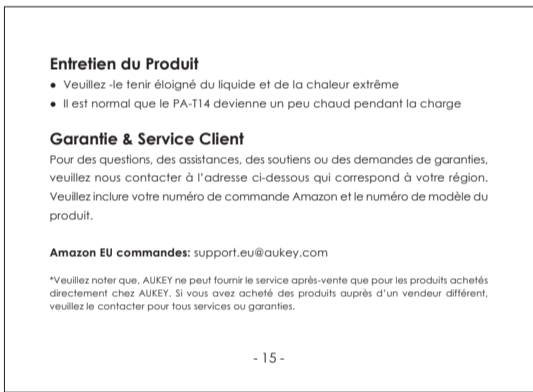 Entretien du Produit
● Veuillez -le tenir éloigné du liquide et de la chaleur extrême
● Il est normal que le PA-T14 devienne un peu chaud pendant la charge
Garantie & Service Client
Pour des questions, des assistances, des soutiens ou des demandes de garanties,
veuillez nous contacter à l'adresse ci-dessous qui correspond à votre région.
Veuillez inclure votre numéro de commande Amazon et le numéro de modèle du
produit.
Amazon EU commandes: support.eu@aukey.com
*Veuillez noter que, AUKEY ne peut fournir le service après-vente que pour les produits achetés
directement chez AUKEY. Si vous avez acheté des produits auprès d'un vendeur différent,
veuillez le contacter pour tous services ou garanties.
- 15 -